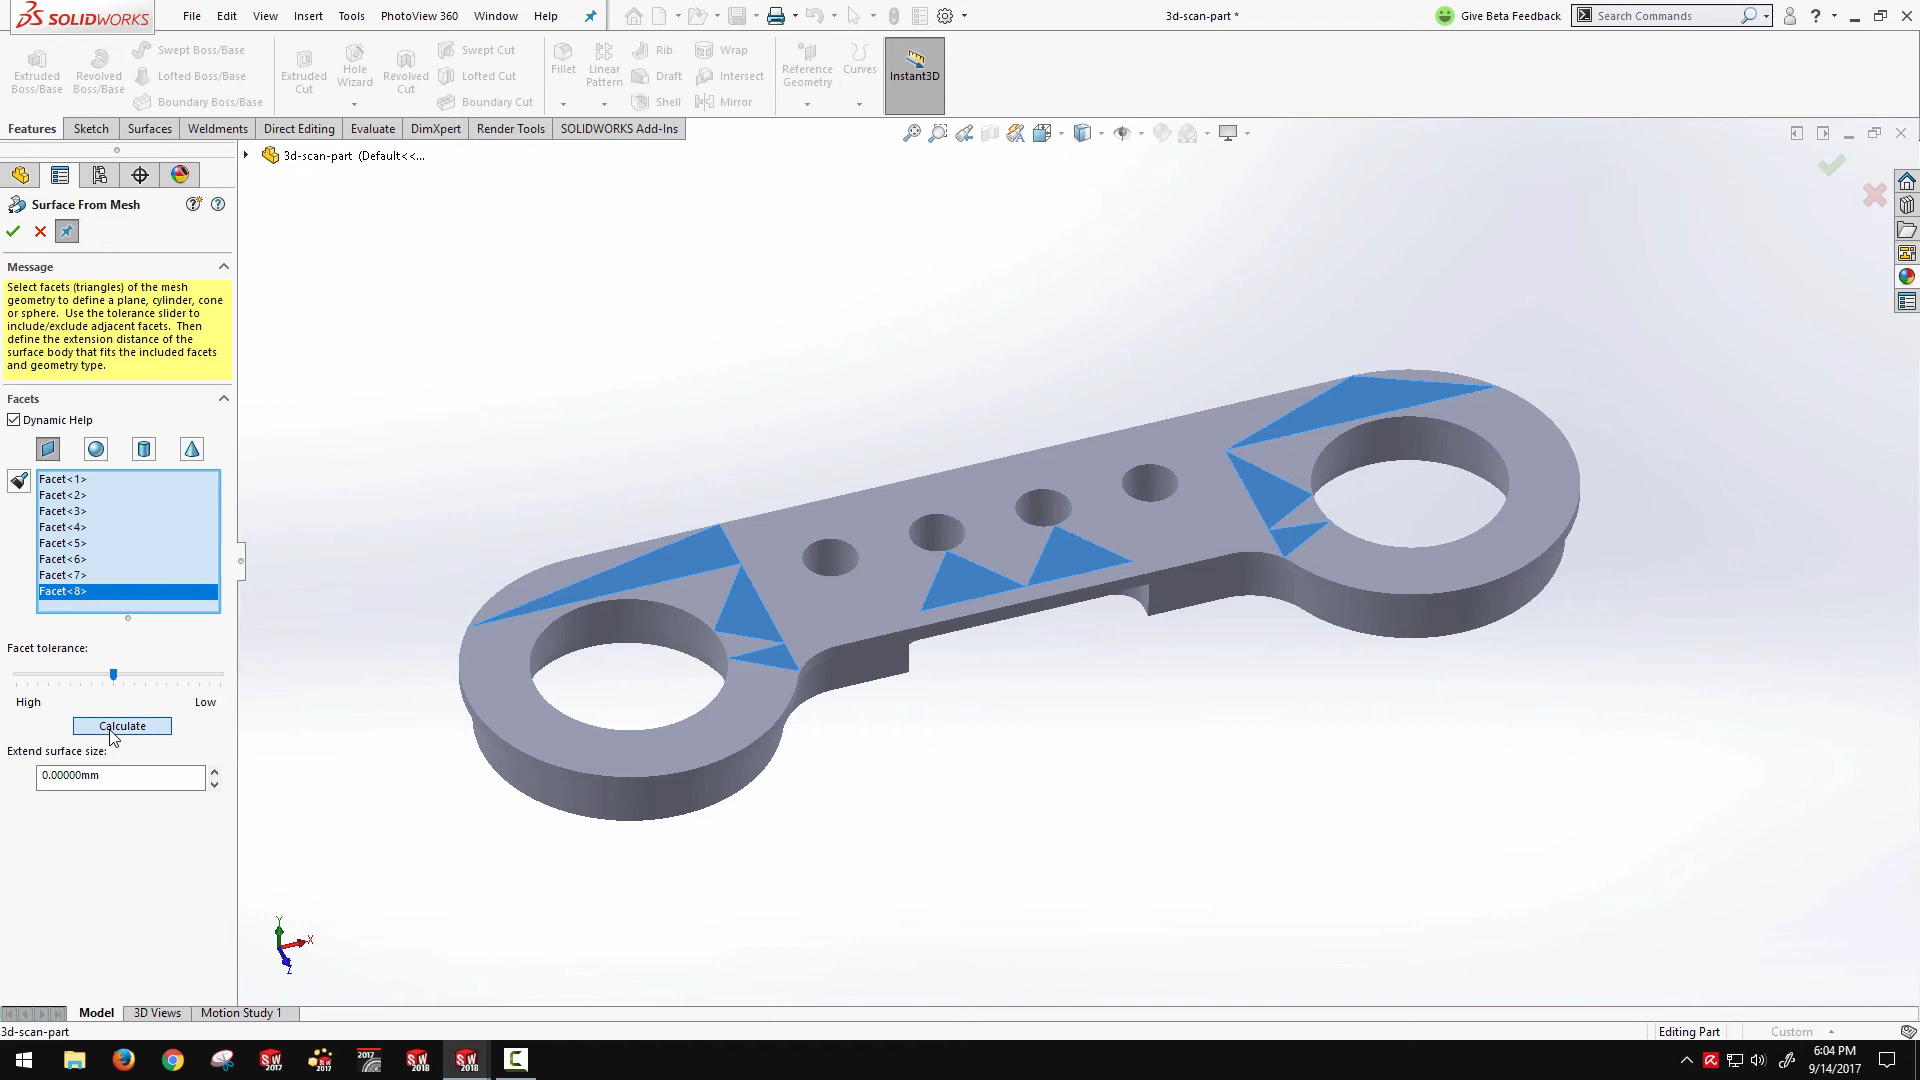 SOLIDWORKS
File Edit View Insert Tools PhotoView 360 Window Help
3d-scan-part *
Give Beta Feedback
Search Commands
Extruded Boss/Base
Revolved Boss/Base
Swept Boss/Base
Lofted Boss/Base
Boundary Boss/Base
Extruded Cut
Hole Wizard
Revolved Cut
Swept Cut
Lofted Cut
Boundary Cut
Fillet
Linear Pattern
Rib
Draft
Shell
Wrap
Intersect
Mirror
Reference Geometry
Curves
Instant3D
Features Sketch Surfaces Weldments Direct Editing Evaluate DimXpert Render Tools SOLIDWORKS Add-Ins
3d-scan-part (Default<<...
Surface From Mesh
Message
Select facets (triangles) of the mesh
geometry to define a plane, cylinder, cone
or sphere. Use the tolerance slider to
include/exclude adjacent facets. Then
define the extension distance of the
surface body that fits the included facets
and geometry type.
Facets
Dynamic Help
Facet<1>
Facet<2>
Facet<3>
Facet<4>
Facet<5>
Facet<6>
Facet<7>
Facet<8>
Facet tolerance:
High Low
Calculate
Extend surface size:
0.00000mm
Y
X
Z
Model 3D Views Motion Study 1
3d-scan-part
Editing Part
Custom
SW 2017
2017
2017
SW 2018
SW 2018
6:04 PM
9/14/2017